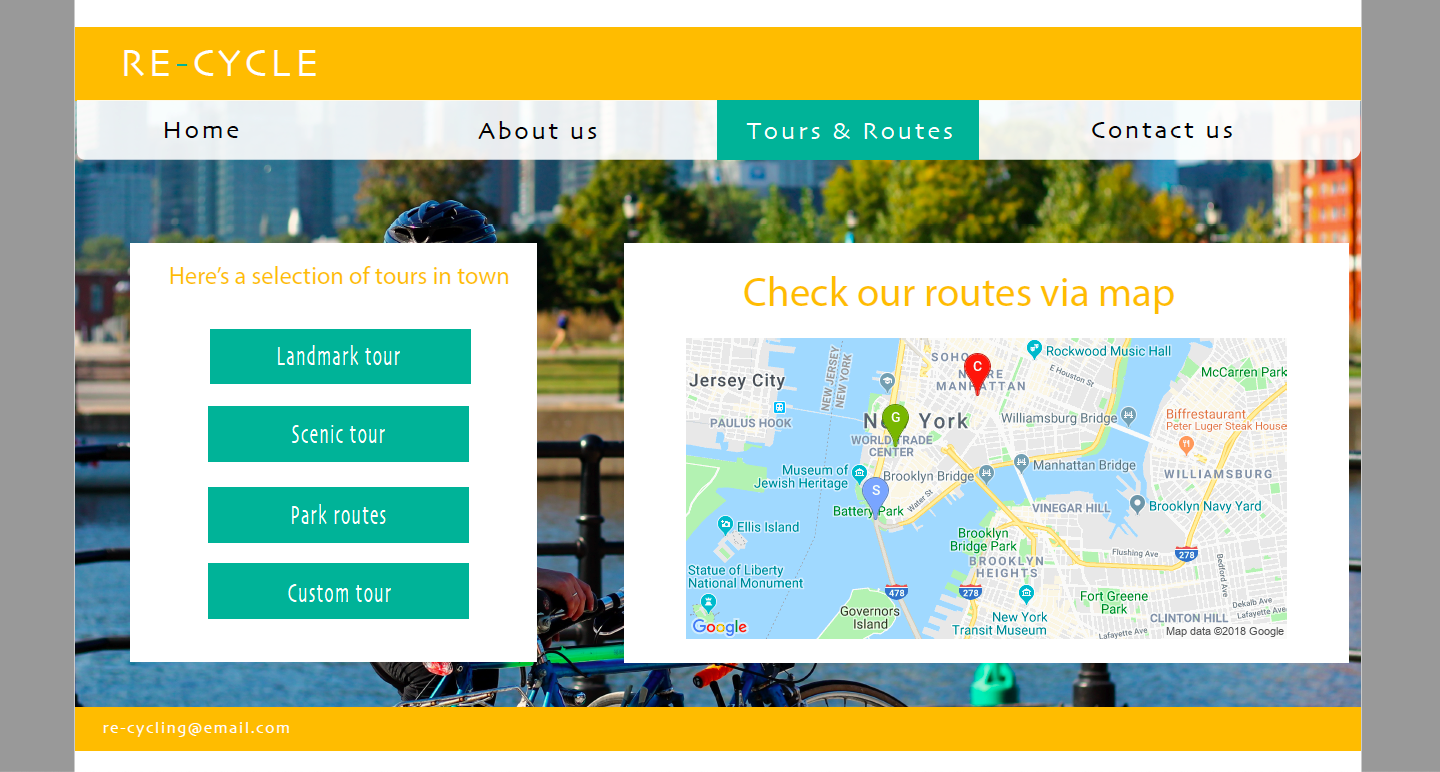 RE-CYCLE
Home
About us
Tours & Routes
Contact us
Here's a selection of tours in town
Landmark tour
Scenic tour
Park routes
Custom tour
Check our routes via map
SOHO
Rockwood Music Hall
NEW JERSEY
NEW YORK
C
MANHATTAN
E Houston St
McCarren Park
Jersey City
PAULUS HOOK
G
York
Williamsburg Bridge
Biffrestaurant
Peter Luger Steak House
WORLD TRADE
CENTER
Museum of
Jewish Heritage
Brooklyn Bridge
Manhattan Bridge
WILLIAMSBURG
S
Battery Park
Water St
VINEGAR HILL
Brooklyn Navy Yard
Ellis Island
Brooklyn
Bridge Park
Flushing Ave
278
BROOKLYN
HEIGHTS
Bedford Ave
Statue of Liberty
National Monument
478
278
Fort Greene
Park
Dekalb Ave
Lafayette Ave
Governors
Island
New York
Transit Museum
CLINTON HILL
Lafayette Ave
Google
Map data ©2018 Google
re-cycling@email.com